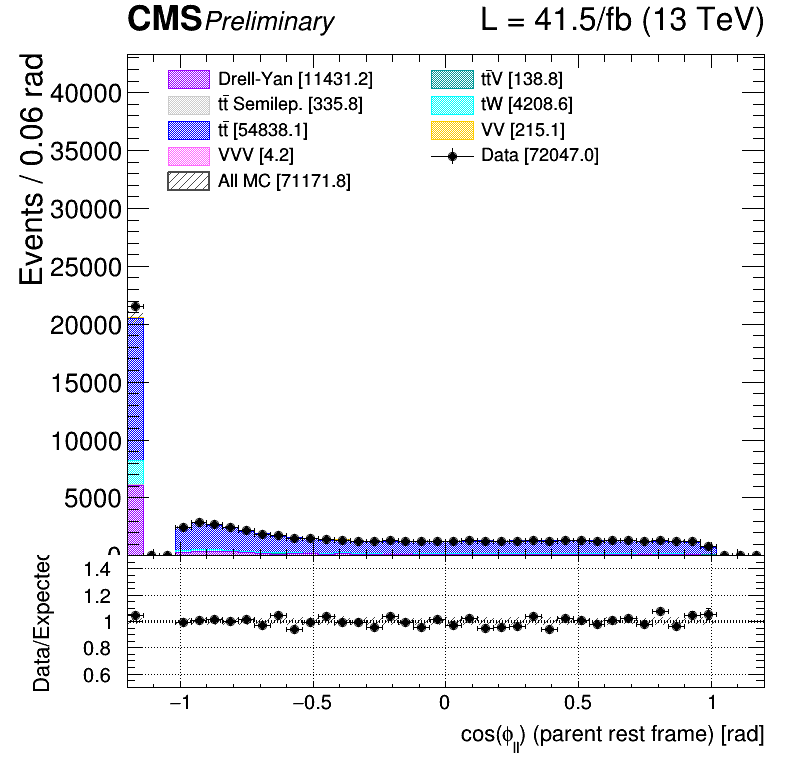 CMS Preliminary L = 41.5/fb (13 TeV)
Events / 0.06 rad
Drell-Yan [11431.2]
tt̄ Semilep. [335.8]
tt̄ [54838.1]
VVV [4.2]
All MC [71171.8]
tt̄V [138.8]
tW [4208.6]
VV [215.1]
Data [72047.0]
40000
35000
30000
25000
20000
15000
10000
5000
0
Data/Expected
1.4
1.2
1
0.8
0.6
−1 −0.5 0 0.5 1
cos(ϕ_ll) (parent rest frame) [rad]